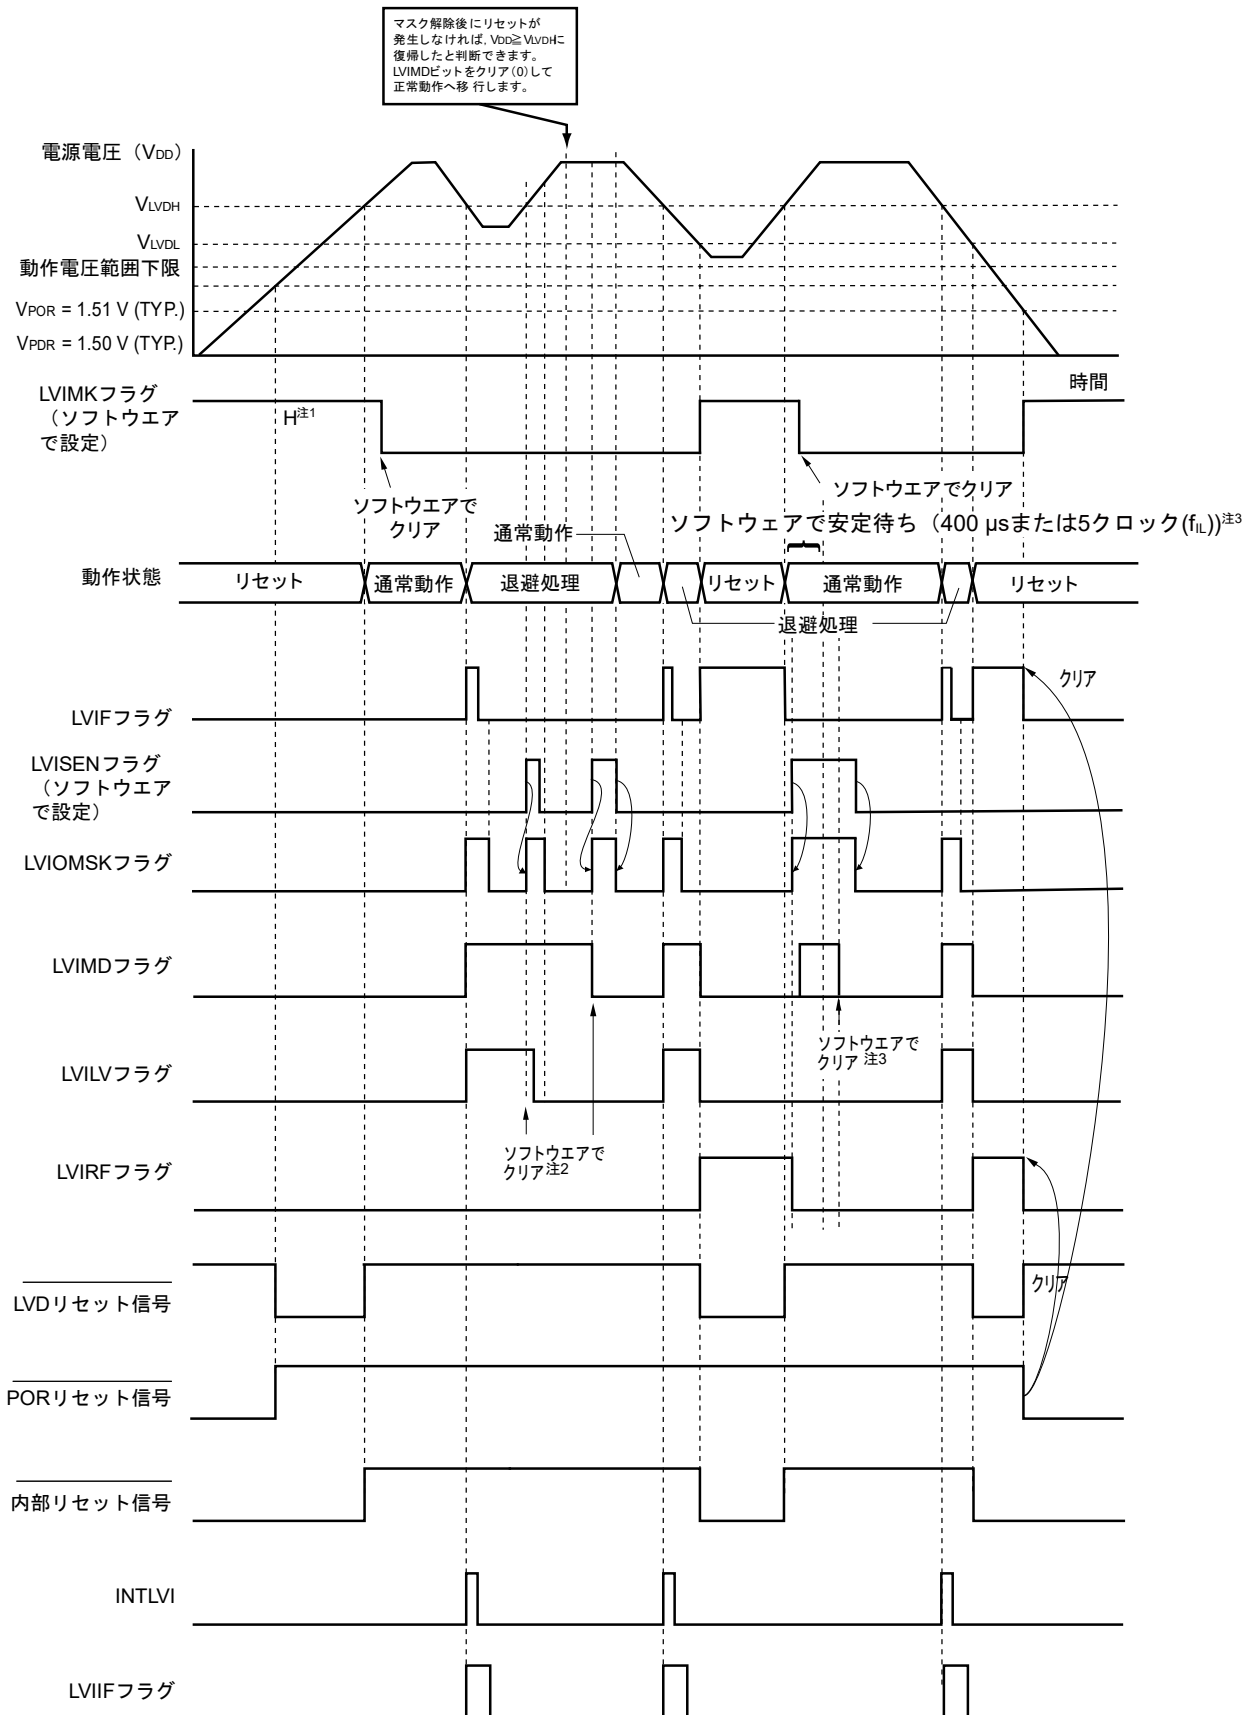 マスク解除後にリセットが
発生しなければ, VDD≧VLVDHに
復帰したと判断できます。
LVIMDビットをクリア(0)して
正常動作へ移 行します。
電源電圧（VDD）
VLVDH
VLVDL
動作電圧範囲下限
VPOR = 1.51 V (TYP.)
VPDR = 1.50 V (TYP.)
時間
LVIMKフラグ
（ソフトウエア
で設定）
H注1
ソフトウエアで
クリア
ソフトウエアでクリア
ソフトウェアで安定待ち（400 µsまたは5クロック(fIL))注3
通常動作
動作状態
リセット
通常動作
退避処理
リセット
通常動作
リセット
退避処理
クリア
LVIFフラグ
LVISENフラグ
（ソフトウエア
で設定）
LVIOMSKフラグ
LVIMDフラグ
ソフトウエアで
クリア 注3
LVILVフラグ
ソフトウエアで
クリア注2
LVIRFフラグ
クリア
LVDリセット信号
PORリセット信号
内部リセット信号
INTLVI
LVIIFフラグ